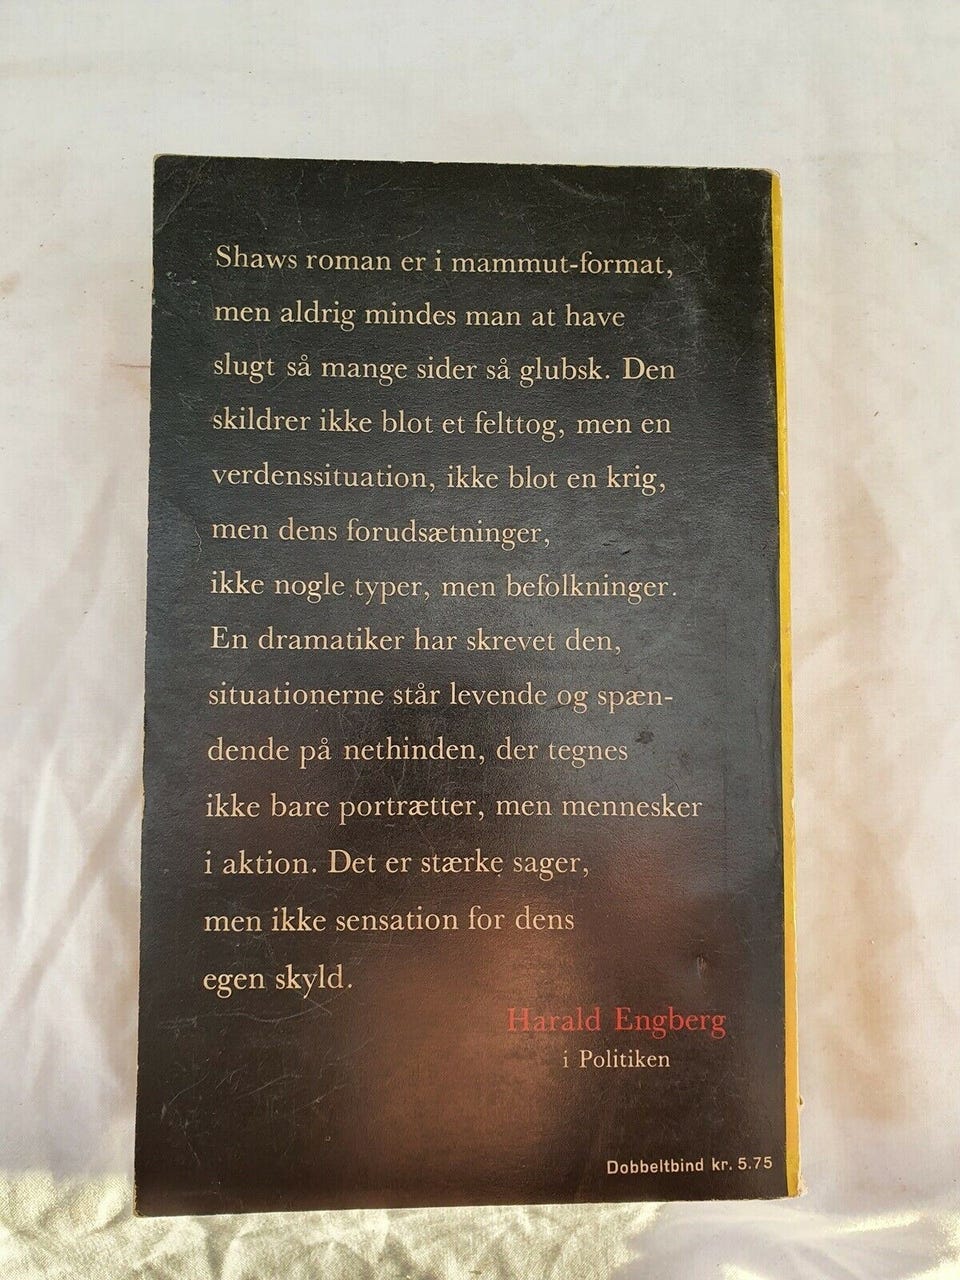 Shaws roman er i mammut-format,
men aldrig mindes man at have
slugt så mange sider så glubsk. Den
skildrer ikke blot et felttog, men en
verdenssituation, ikke blot en krig,
men dens forudsætninger,
ikke nogle typer, men befolkninger.
En dramatiker har skrevet den,
situationerne står levende og spæn-
dende på nethinden, der tegnes
ikke bare portrætter, men mennesker
i aktion. Det er stærke sager,
men ikke sensation for dens
egen skyld.
Harald Engberg
i Politiken
Dobbeltbind kr. 5.75